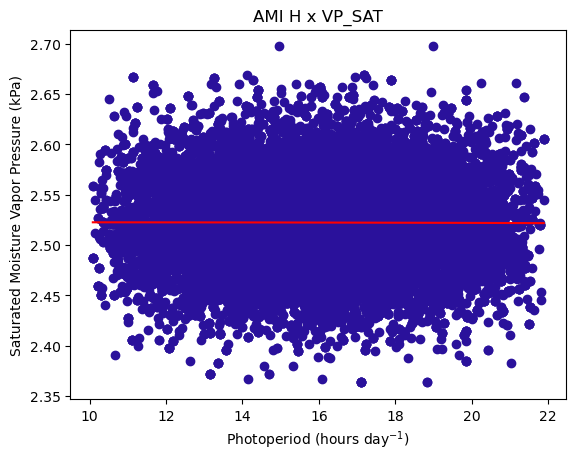 AMI H x VP_SAT
Saturated Moisture Vapor Pressure (kPa)
2.70
2.65
2.60
2.55
2.50
2.45
2.40
2.35
10 12 14 16 18 20 22
Photoperiod (hours day⁻¹)